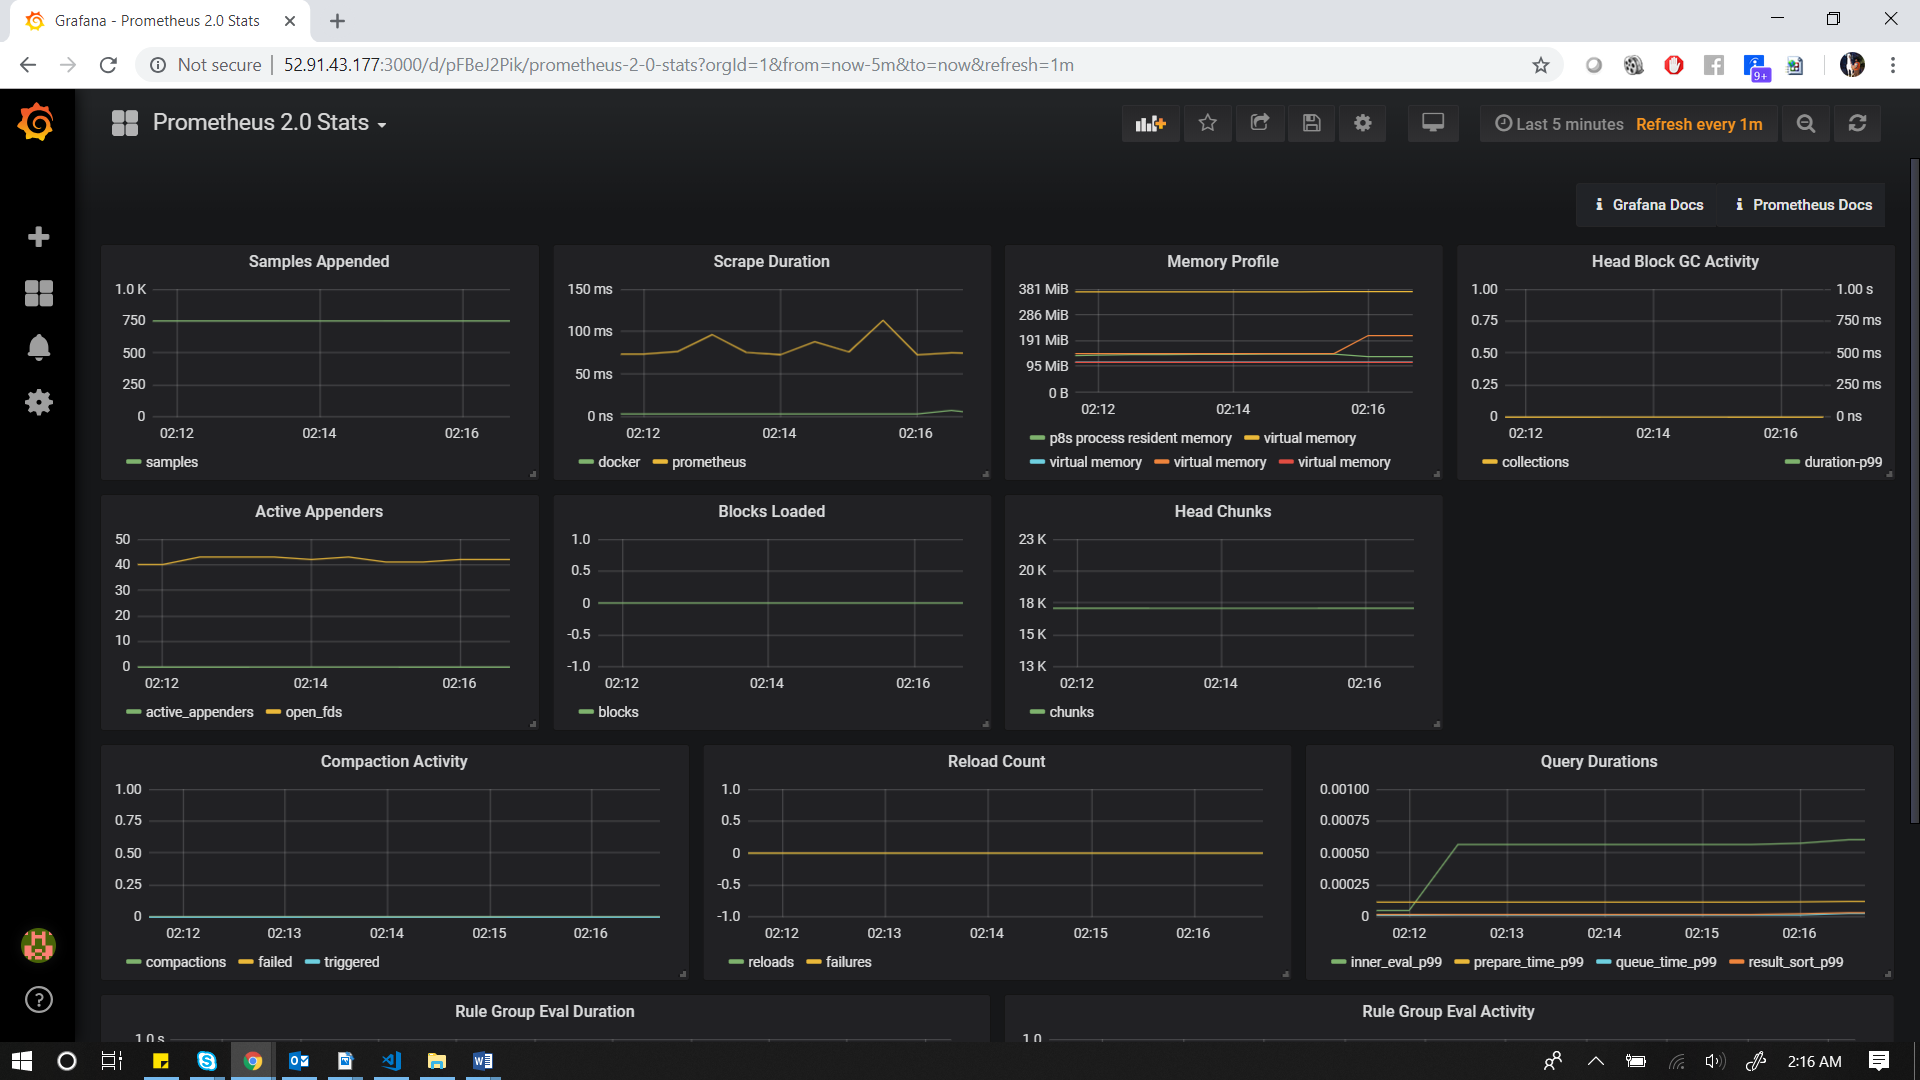 Grafana - Prometheus 2.0 Stats
Not secure | 52.91.43.177:3000/d/pFBeJ2Pik/prometheus-2-0-stats?orgId=1&from=now-5m&to=now&refresh=1m
9+
Prometheus 2.0 Stats
Last 5 minutes Refresh every 1m
Grafana Docs Prometheus Docs
Samples Appended
1.0 K
750
500
250
0
02:12 02:14 02:16
samples
Scrape Duration
150 ms
100 ms
50 ms
0 ns
02:12 02:14 02:16
docker prometheus
Memory Profile
381 MiB
286 MiB
191 MiB
95 MiB
0 B
02:12 02:14 02:16
p8s process resident memory virtual memory
virtual memory virtual memory virtual memory
Head Block GC Activity
1.00 1.00 s
0.75 750 ms
0.50 500 ms
0.25 250 ms
0 0 ns
02:12 02:14 02:16
collections duration-p99
Active Appenders
50
40
30
20
10
0
02:12 02:14 02:16
active_appenders open_fds
Blocks Loaded
1.0
0.5
0
-0.5
-1.0
02:12 02:14 02:16
blocks
Head Chunks
23 K
20 K
18 K
15 K
13 K
02:12 02:14 02:16
chunks
Compaction Activity
1.00
0.75
0.50
0.25
0
02:12 02:13 02:14 02:15 02:16
compactions failed triggered
Reload Count
1.0
0.5
0
-0.5
-1.0
02:12 02:13 02:14 02:15 02:16
reloads failures
Query Durations
0.00100
0.00075
0.00050
0.00025
0
02:12 02:13 02:14 02:15 02:16
inner_eval_p99 prepare_time_p99 queue_time_p99 result_sort_p99
Rule Group Eval Duration
1.0 s
Rule Group Eval Activity
1.0
2:16 AM